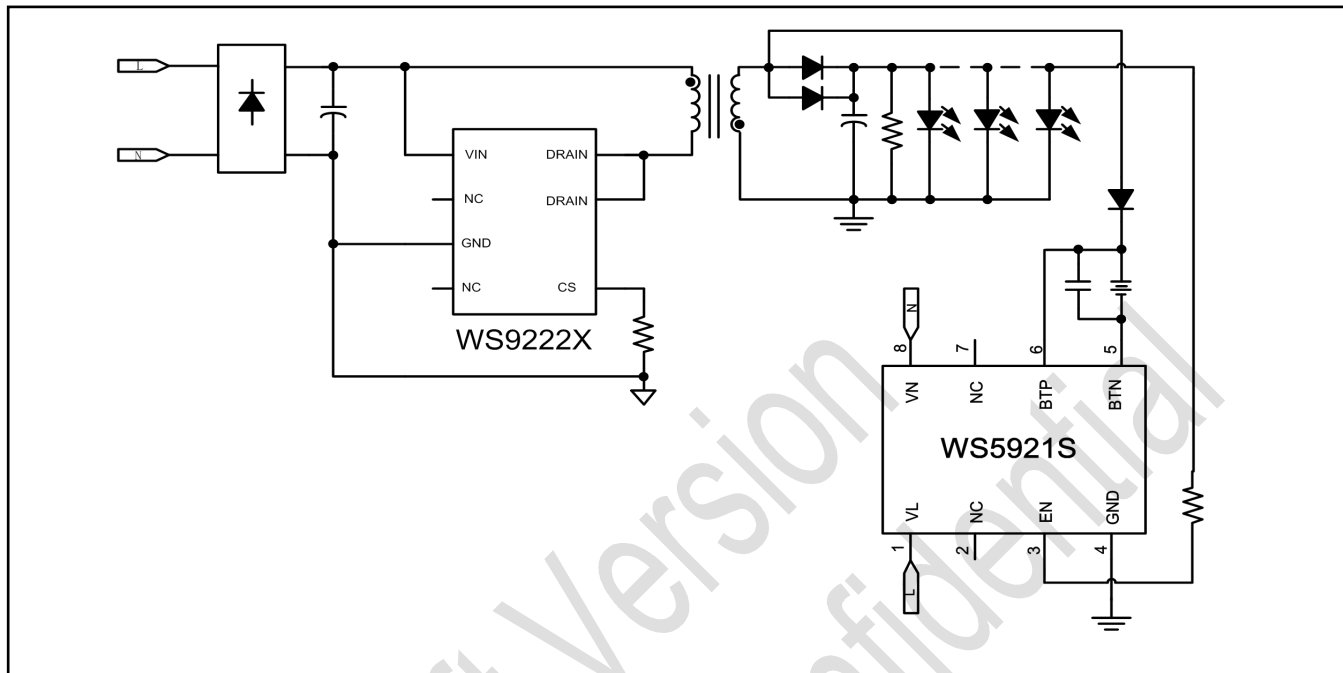 L
N
VIN
DRAIN
NC
DRAIN
GND
NC
CS
WS9222X
N
8
7
6
5
VN
NC
BTP
BTN
WS5921S
VL
NC
EN
GND
1
2
3
4
L
Version